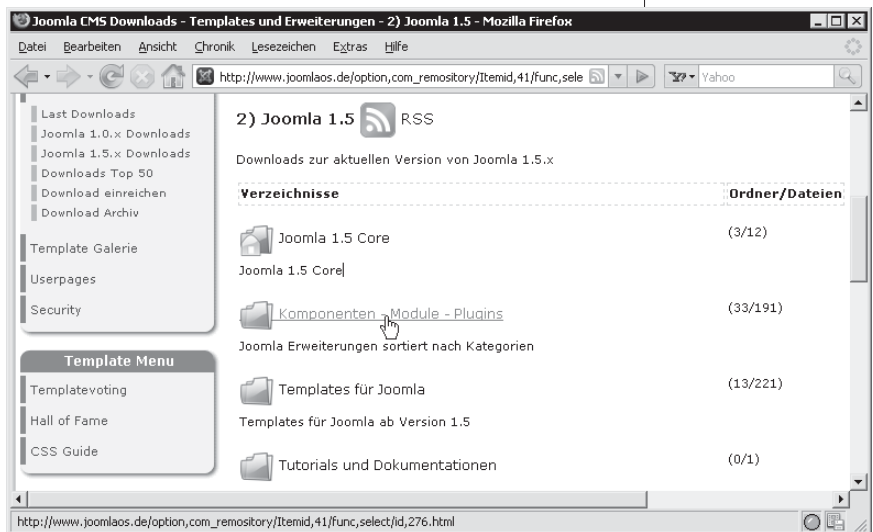 Joomla CMS Downloads - Templates und Erweiterungen - 2) Joomla 1.5 - Mozilla Firefox
Datei Bearbeiten Ansicht Chronik Lesezeichen Extras Hilfe
http://www.joomlaos.de/option,com_remository/Itemid,41/func,sele
Yahoo
Last Downloads
Joomla 1.0.x Downloads
Joomla 1.5.x Downloads
Downloads Top 50
Download einreichen
Download Archiv
Template Galerie
Userpages
Security
Template Menu
Templatevoting
Hall of Fame
CSS Guide
2) Joomla 1.5 RSS
Downloads zur aktuellen Version von Joomla 1.5.x
Verzeichnisse Ordner/Dateien
Joomla 1.5 Core (3/12)
Joomla 1.5 Core
Komponenten - Module - Plugins (33/191)
Joomla Erweiterungen sortiert nach Kategorien
Templates für Joomla (13/221)
Templates für Joomla ab Version 1.5
Tutorials und Dokumentationen (0/1)
http://www.joomlaos.de/option,com_remository/Itemid,41/func,select/id,276.html